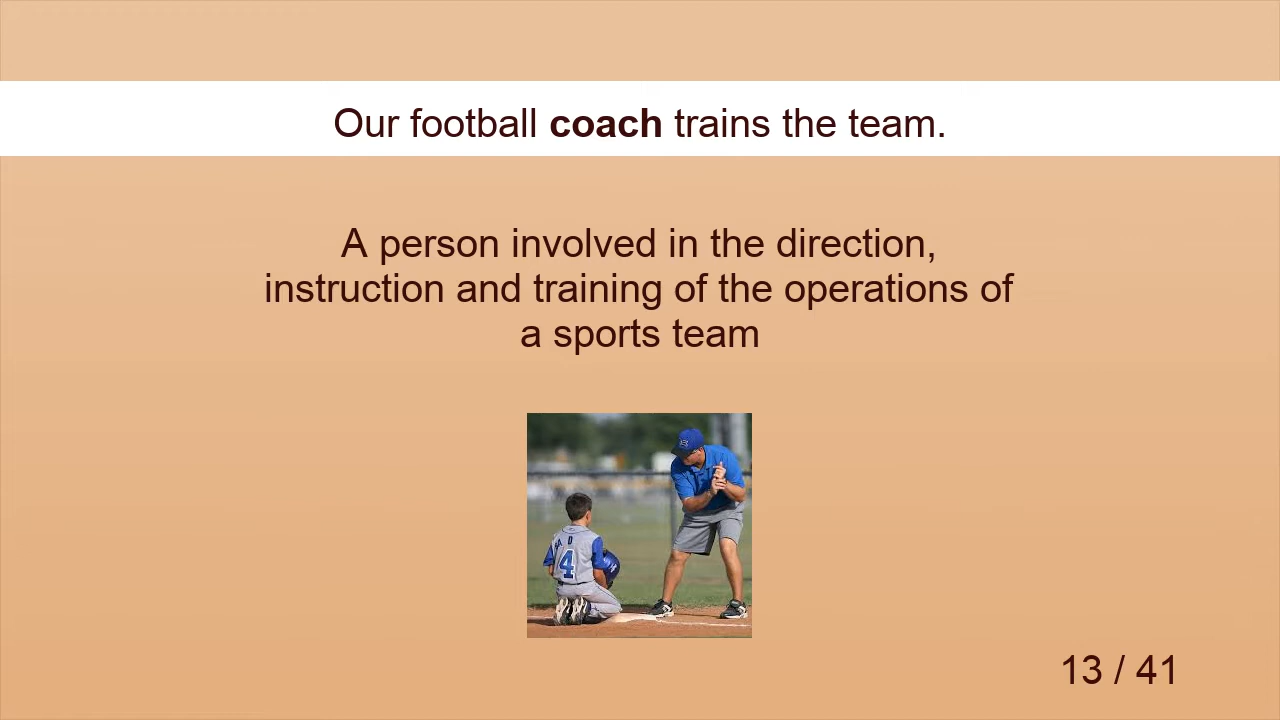 Our football coach trains the team.
A person involved in the direction,
instruction and training of the operations of
a sports team
4
13 / 41